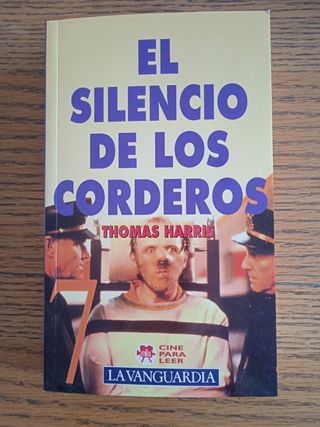 EL
SILENCIO
DE LOS
CORDEROS
THOMAS HARRIS
7
CINE
PARA
LEER
LA VANGUARDIA